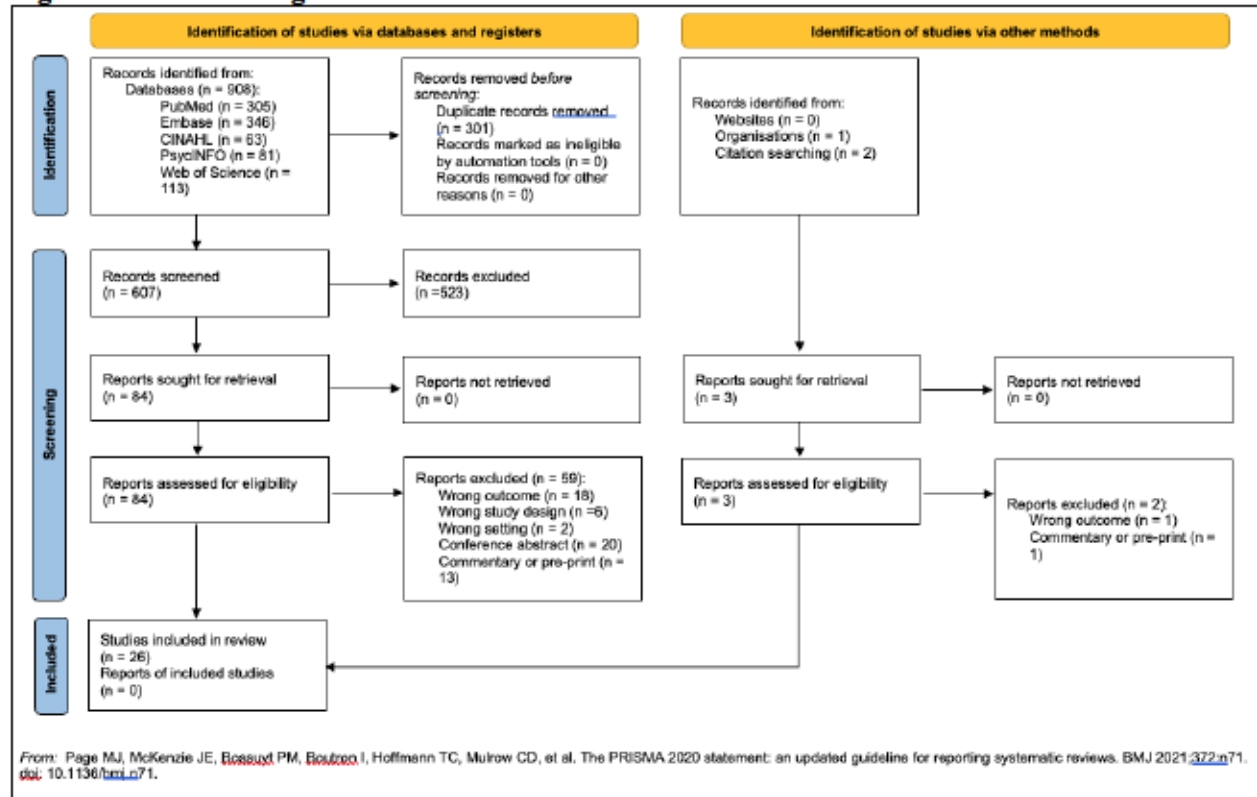 Identification of studies via databases and registers
Identification of studies via other methods
Identification
Records identified from:
Databases (n = 908):
PubMed (n = 305)
Embase (n = 346)
CINAHL (n = 63)
PsycINFO (n = 81)
Web of Science (n =
113)
Records removed before
screening:
Duplicate records removed
(n = 301)
Records marked as ineligible
by automation tools (n = 0)
Records removed for other
reasons (n = 0)
Records identified from:
Websites (n = 0)
Organisations (n = 1)
Citation searching (n = 2)
Screening
Records screened
(n = 607)
Records excluded
(n =523)
Reports sought for retrieval
(n = 84)
Reports not retrieved
(n = 0)
Reports sought for retrieval
(n = 3)
Reports not retrieved
(n = 0)
Reports assessed for eligibility
(n = 84)
Reports excluded (n = 59):
Wrong outcome (n = 18)
Wrong study design (n =6)
Wrong setting (n = 2)
Conference abstract (n = 20)
Commentary or pre-print (n =
13)
Reports assessed for eligibility
(n = 3)
Reports excluded (n = 2):
Wrong outcome (n = 1)
Commentary or pre-print (n =
1)
Included
Studies included in review
(n = 26)
Reports of included studies
(n = 0)
From: Page MJ, McKenzie JE, Bossuyt PM, Boutron I, Hoffmann TC, Mulrow CD, et al. The PRISMA 2020 statement: an updated guideline for reporting systematic reviews. BMJ 2021;372:n71.
doi: 10.1136/bmj.n71.